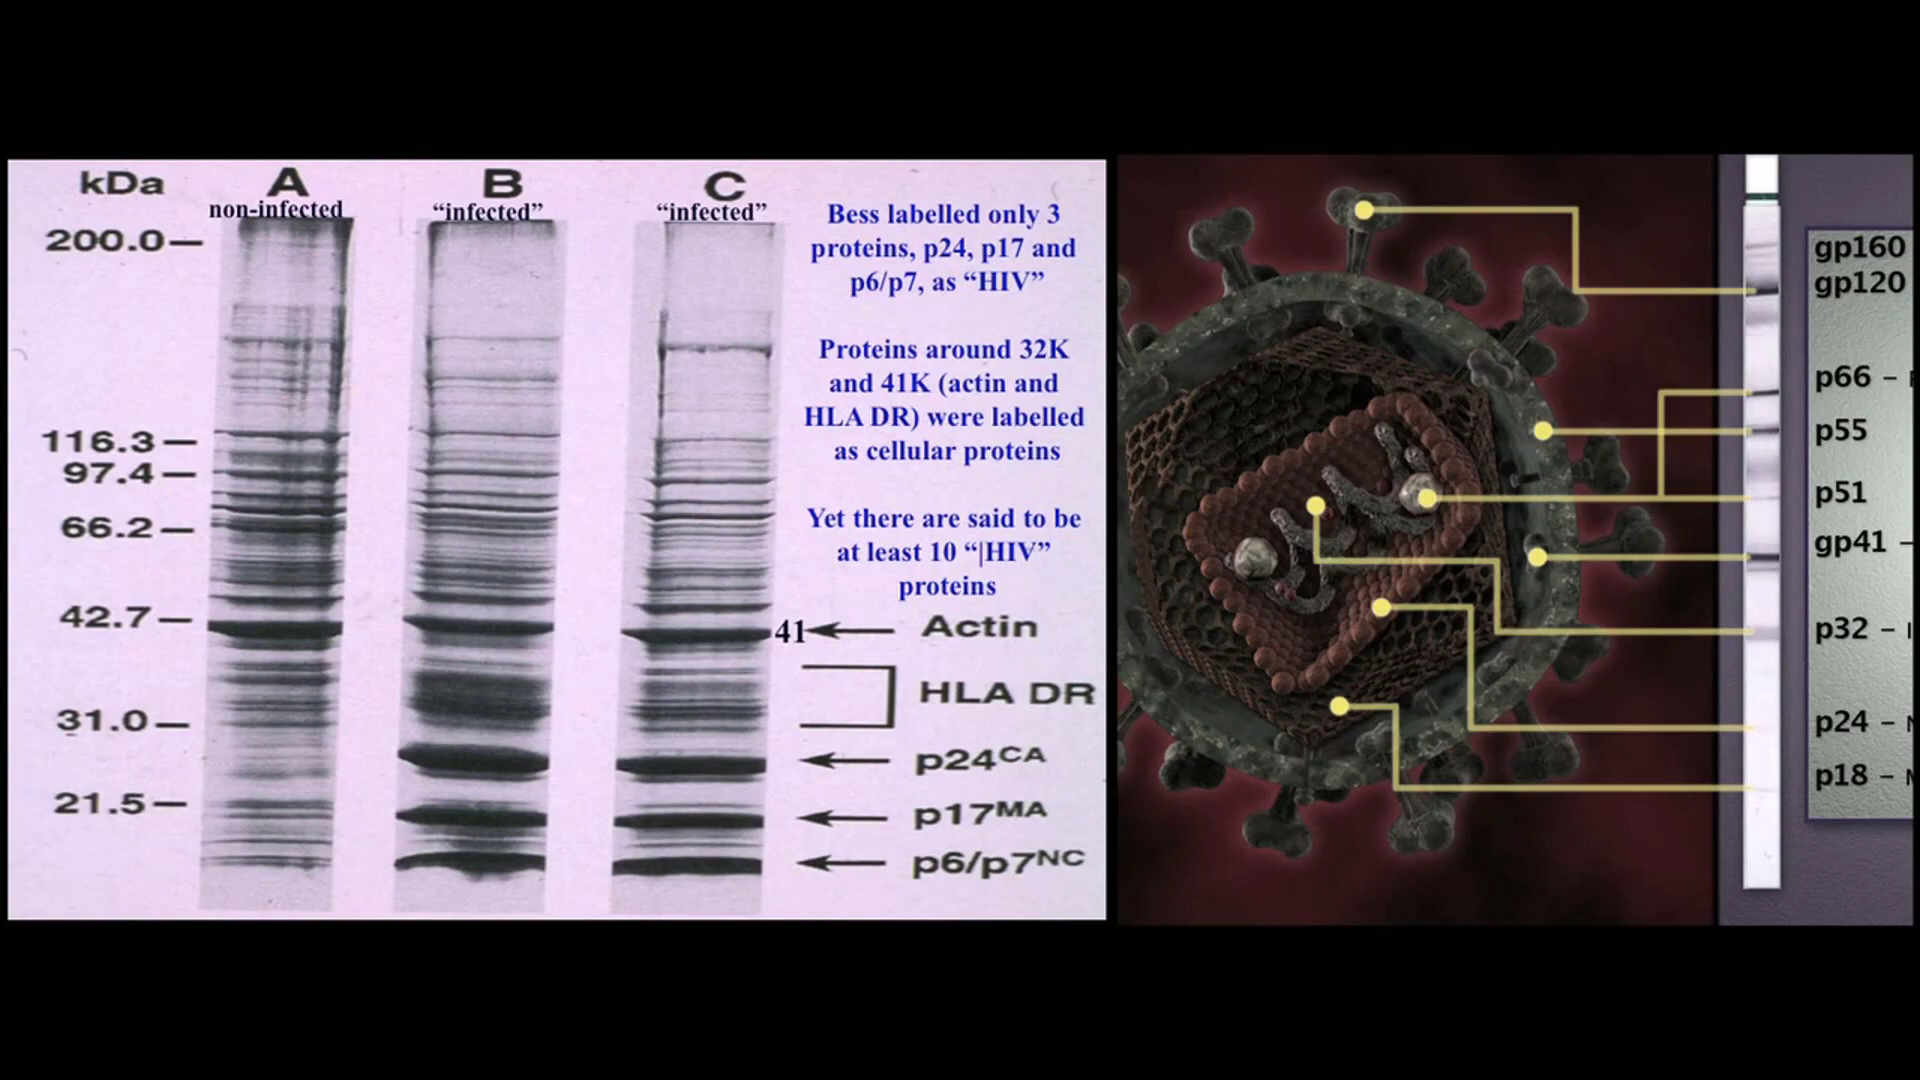 kDa
A
B
C
non-infected
“infected”
“infected”
200.0
116.3
97.4
66.2
42.7
31.0
21.5
Bess labelled only 3
proteins, p24, p17 and
p6/p7, as “HIV”
Proteins around 32K
and 41K (actin and
HLA DR) were labelled
as cellular proteins
Yet there are said to be
at least 10 “|HIV”
proteins
41
Actin
HLA DR
p24CA
p17MA
p6/p7NC
gp160
gp120
p66 –
p55
p51
gp41 –
p32 –
p24 –
p18 –